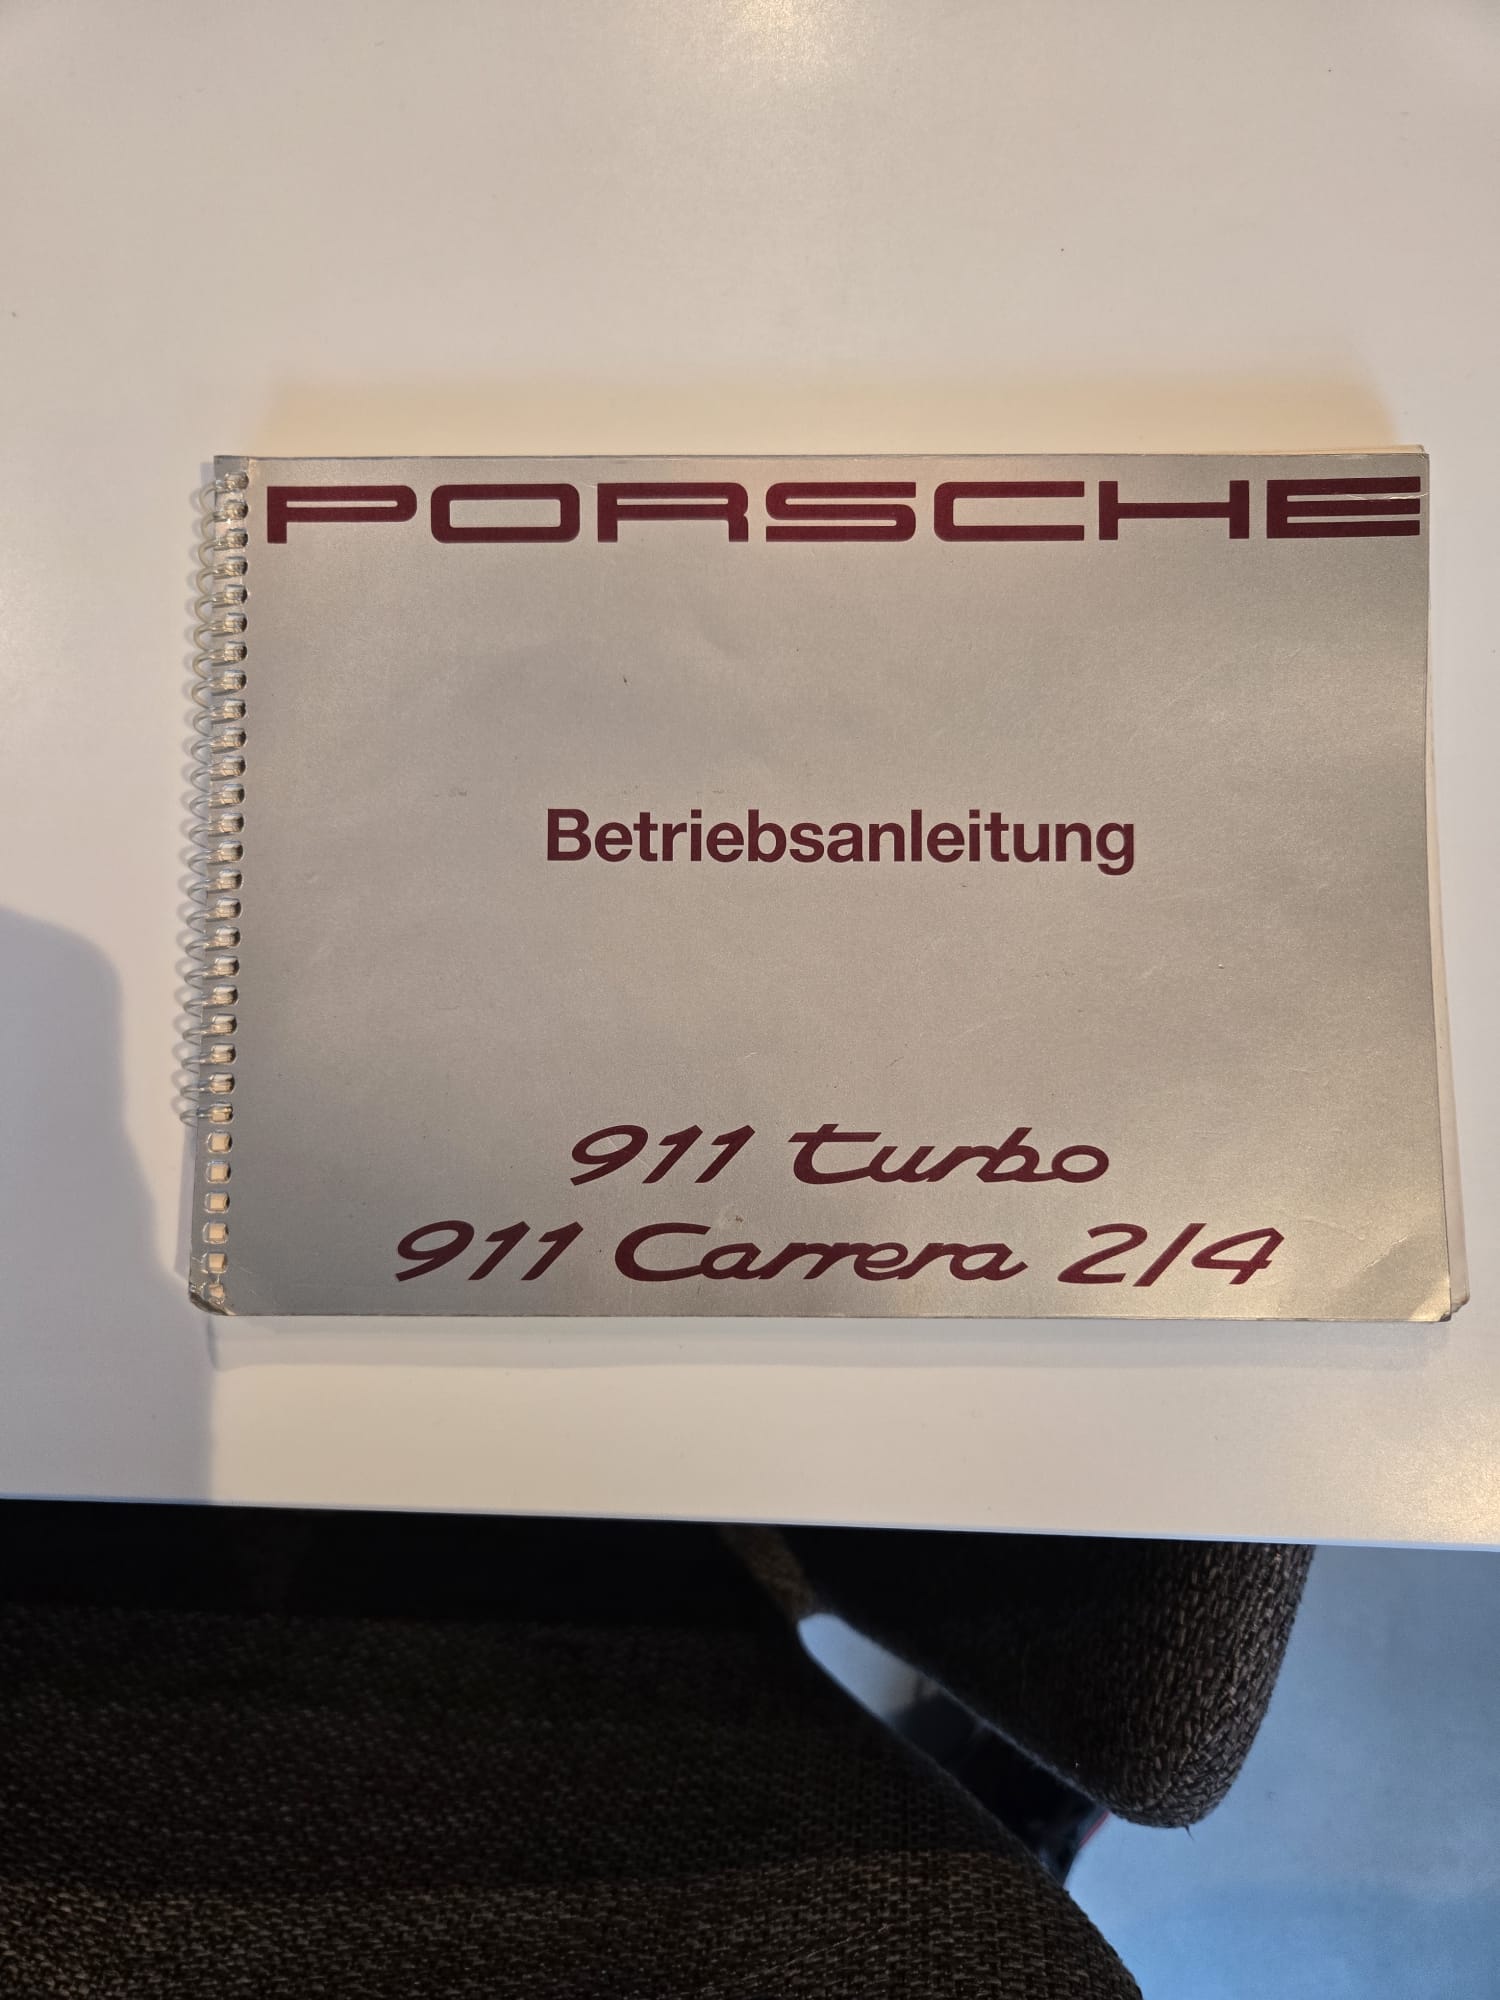 PORSCHE
Betriebsanleitung
911 turbo
911 Carrera 2/4